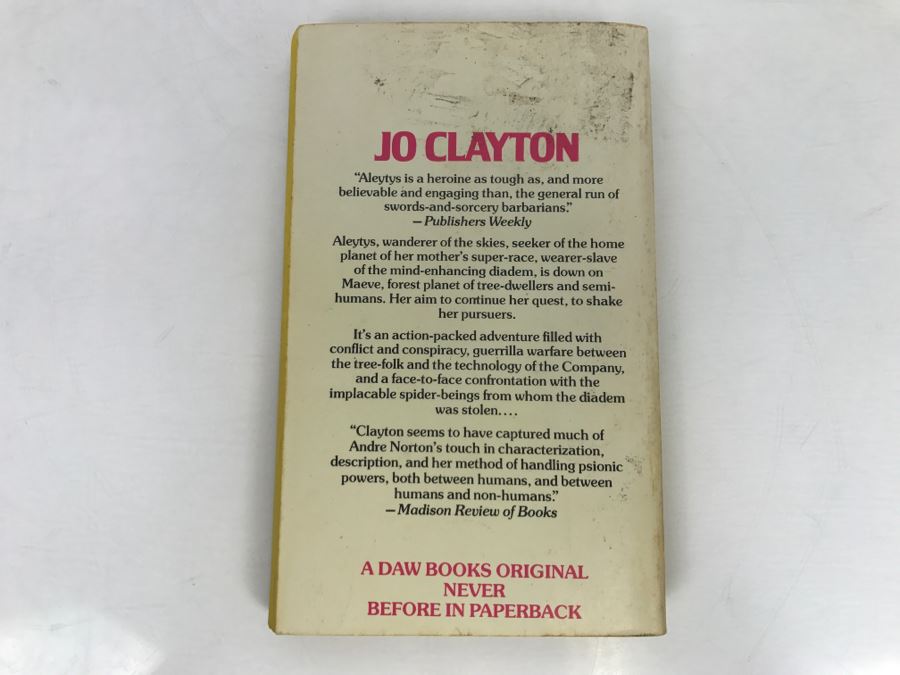 JO CLAYTON
“Aleytys is a heroine as tough as, and more
believable and engaging than, the general run of
swords-and-sorcery barbarians.”
—Publishers Weekly
Aleytys, wanderer of the skies, seeker of the home
planet of her mother's super-race, wearer-slave
of the mind-enhancing diadem, is down on
Maeve, forest planet of tree-dwellers and semi-
humans. Her aim to continue her quest, to shake
her pursuers.
It's an action-packed adventure filled with
conflict and conspiracy, guerrilla warfare between
the tree-folk and the technology of the Company,
and a face-to-face confrontation with the
implacable spider-beings from whom the diadem
was stolen....
“Clayton seems to have captured much of
Andre Norton's touch in characterization,
description, and her method of handling psionic
powers, both between humans, and between
humans and non-humans.”
—Madison Review of Books
A DAW BOOKS ORIGINAL
NEVER
BEFORE IN PAPERBACK